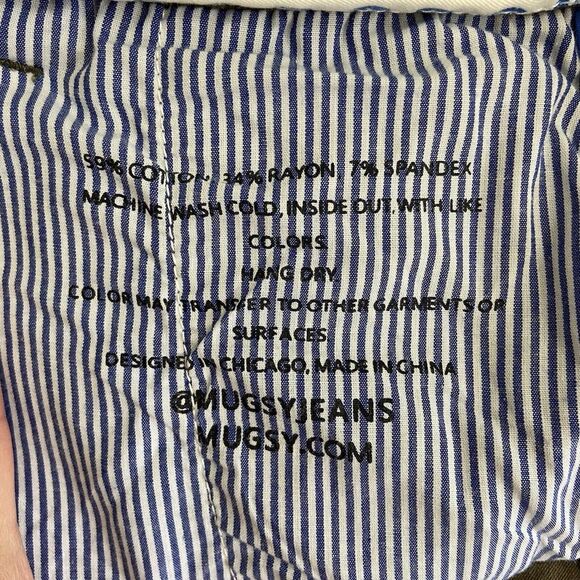 59% COTTON, 34% RAYON, 7% SPANDEX
MACHINE WASH COLD, INSIDE OUT, WITH LIKE
COLORS.
HANG DRY
COLOR MAY TRANSFER TO OTHER GARMENTS OR
SURFACES.
DESIGNED IN CHICAGO, MADE IN CHINA
@MUGSYJEANS
MUGSY.COM